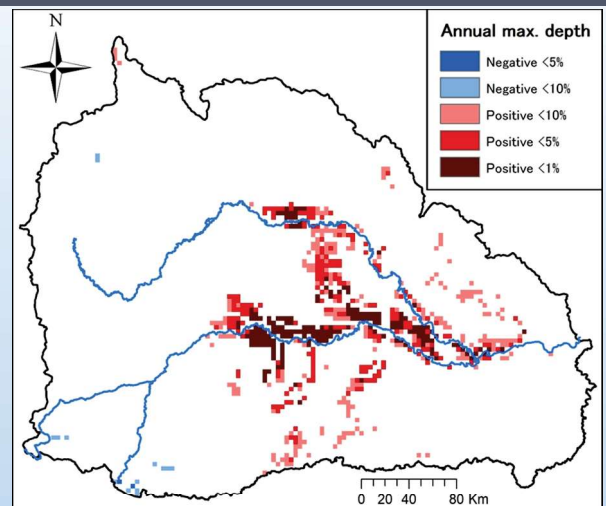 N
Annual max. depth
Negative <5%
Negative <10%
Positive <10%
Positive <5%
Positive <1%
0 20 40 80 Km